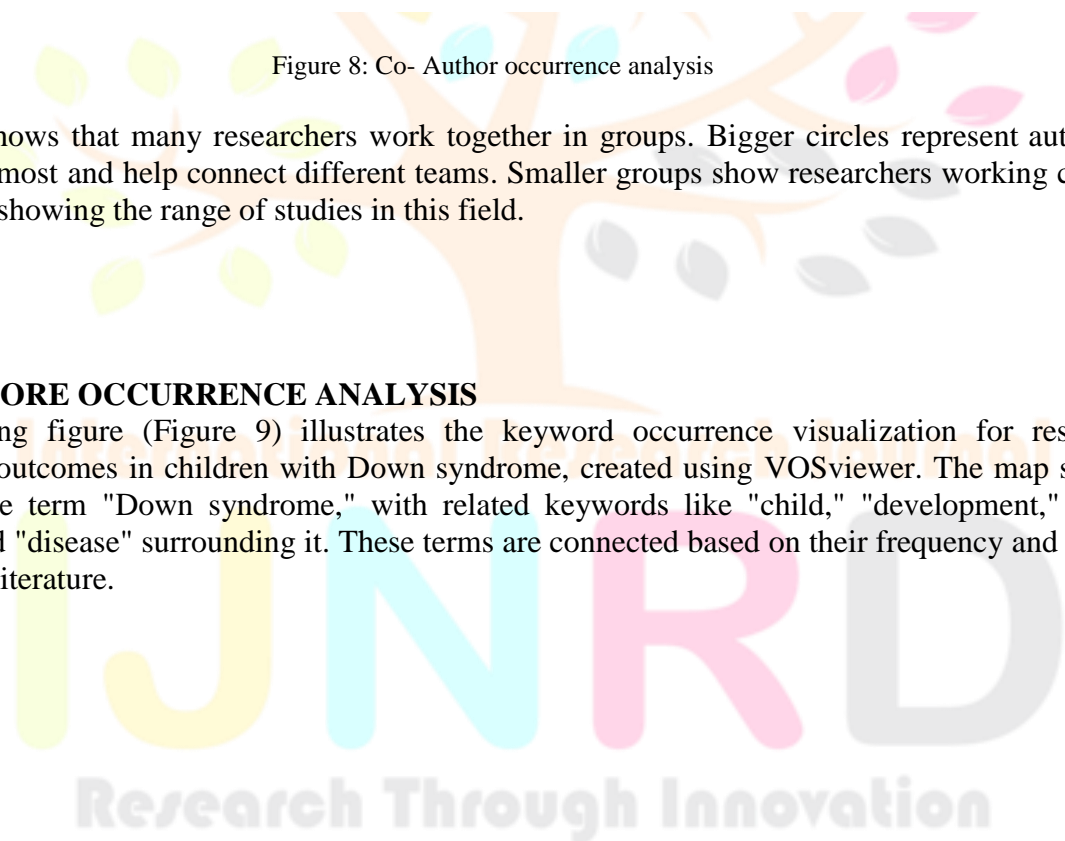 Figure 8: Co- Author occurrence analysis
hows that many researchers work together in groups. Bigger circles represent aut
most and help connect different teams. Smaller groups show researchers working c
showing the range of studies in this field.
ORE OCCURRENCE ANALYSIS
ng figure (Figure 9) illustrates the keyword occurrence visualization for res
outcomes in children with Down syndrome, created using VOSviewer. The map s
e term "Down syndrome," with related keywords like "child," "development,"
d "disease" surrounding it. These terms are connected based on their frequency and
iterature.
International Research Journal
IJNRD
Research Through Innovation